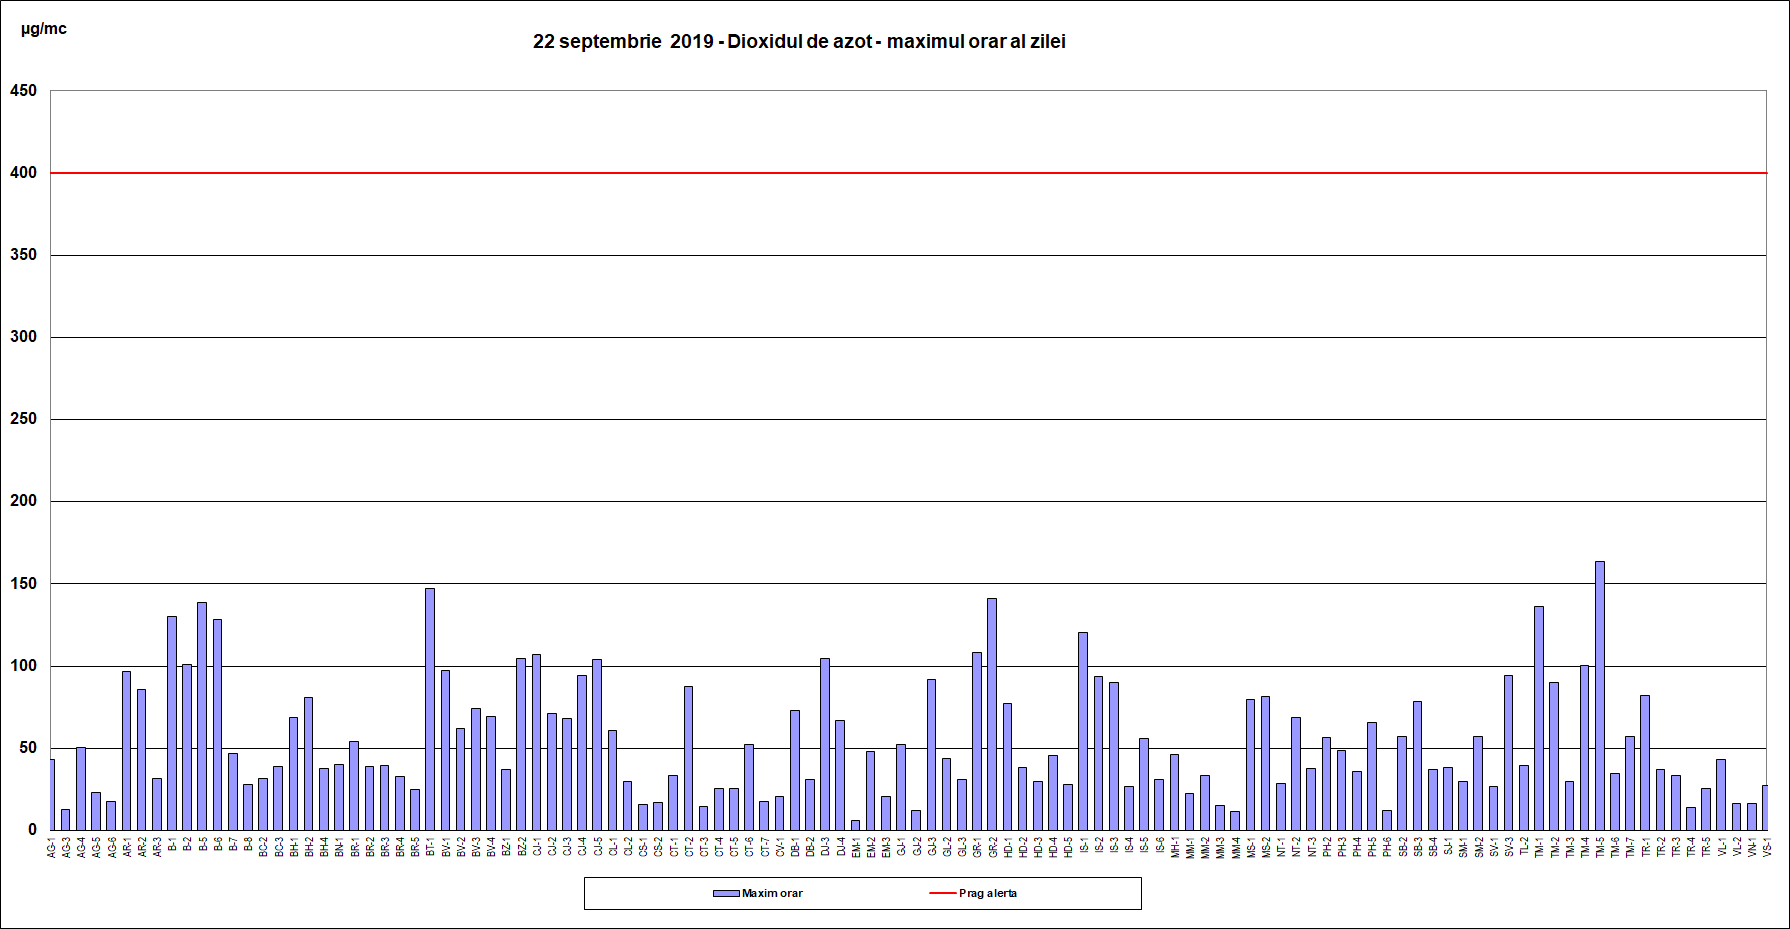 µg/mc
22 septembrie 2019 - Dioxidul de azot - maximul orar al zilei
450
400
350
300
250
200
150
100
50
0
AG-1 AG-3 AG-4 AG-5 AG-6 AR-1 AR-2 AR-3 B-1 B-2 B-5 B-6 B-7 B-8 BC-2 BC-3 BH-1 BH-2 BH-4 BN-1 BR-1 BR-2 BR-3 BR-4 BR-5 BT-1 BV-1 BV-2 BV-3 BV-4 BZ-1 BZ-2 CJ-1 CJ-2 CJ-3 CJ-4 CJ-5 CL-1 CL-2 CS-1 CS-2 CT-1 CT-2 CT-3 CT-4 CT-5 CT-6 CT-7 CV-1 DB-1 DB-2 DJ-3 DJ-4 EM-1 EM-2 EM-3 GJ-1 GJ-2 GJ-3 GL-2 GL-3 GR-1 GR-2 HD-1 HD-2 HD-3 HD-4 HD-5 IS-1 IS-2 IS-3 IS-4 IS-5 IS-6 MH-1 MM-1 MM-2 MM-3 MM-4 MS-1 MS-2 NT-1 NT-2 NT-3 PH-2 PH-3 PH-4 PH-5 PH-6 SB-2 SB-3 SB-4 SJ-1 SM-1 SM-2 SV-1 SV-3 TL-2 TM-1 TM-2 TM-3 TM-4 TM-5 TM-6 TM-7 TR-1 TR-2 TR-3 TR-4 TR-5 VL-1 VL-2 VN-1 VS-1
Maxim orar Prag alerta